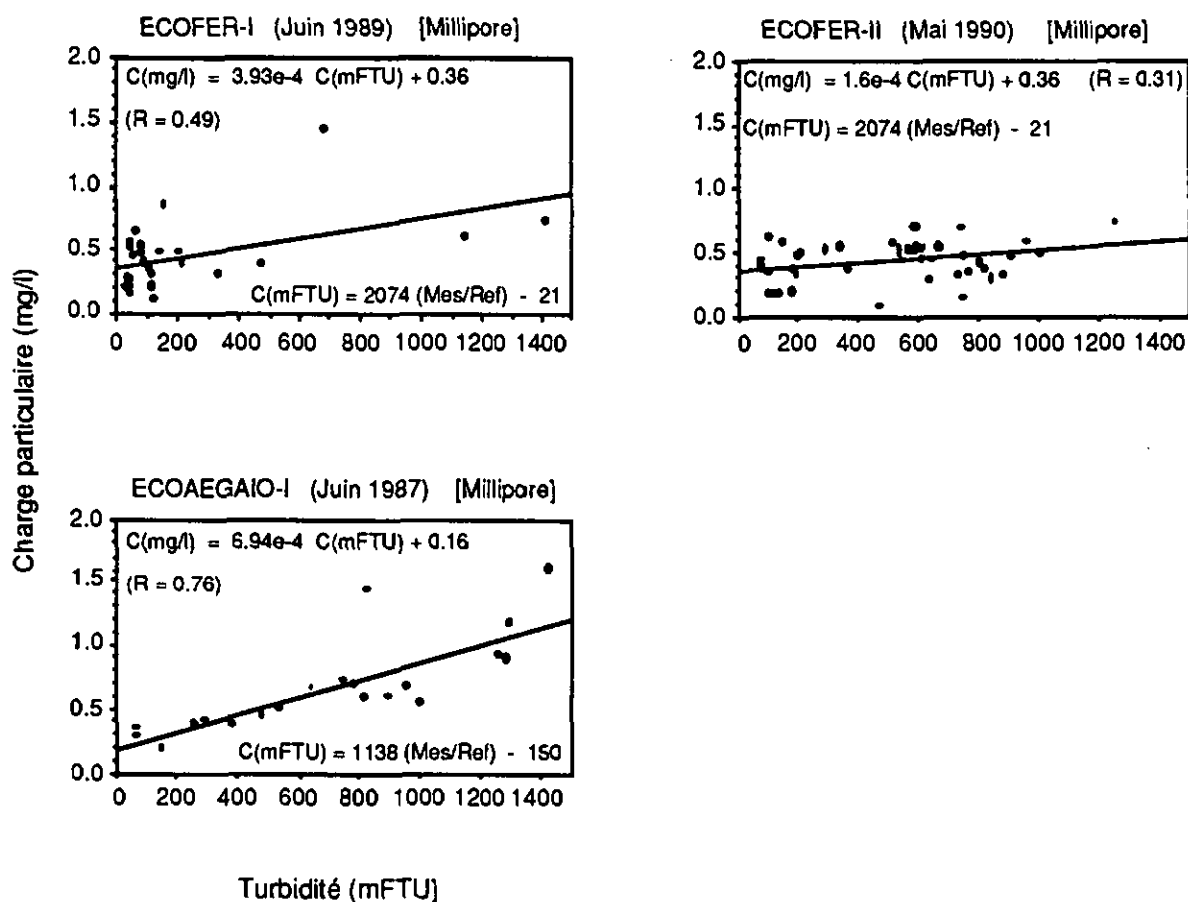 ECOFER-I (Juin 1989) [Millipore]
2.0
1.5
1.0
0.5
0.0
C(mg/l) = 3.93e-4 C(mFTU) + 0.36
(R = 0.49)
C(mFTU) = 2074 (Mes/Ref) - 21
0 200 400 600 800 1000 1200 1400
ECOFER-II (Mai 1990) [Millipore]
2.0
1.5
1.0
0.5
0.0
C(mg/l) = 1.6e-4 C(mFTU) + 0.36 (R = 0.31)
C(mFTU) = 2074 (Mes/Ref) - 21
0 200 400 600 800 1000 1200 1400
Charge particulaire (mg/l)
ECOAEGAIO-I (Juin 1987) [Millipore]
2.0
1.5
1.0
0.5
0.0
C(mg/l) = 6.94e-4 C(mFTU) + 0.16
(R = 0.76)
C(mFTU) = 1138 (Mes/Ref) - 150
0 200 400 600 800 1000 1200 1400
Turbidité (mFTU]